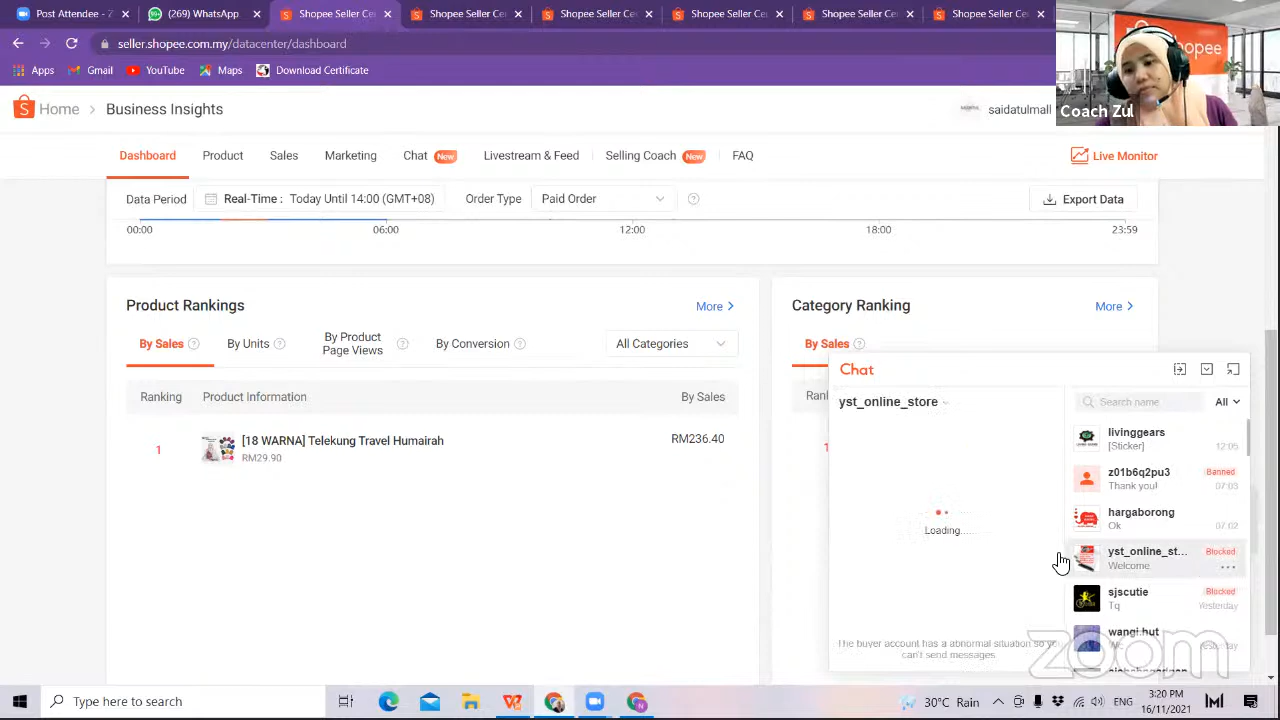 Post Attendee
(99+) WhatsApp
Shopee Seller Ce
Shopee Seller Ce
Shopee Seller Ce
Shopee Seller Ce
Shopee Seller Ce
Shopee Seller Ce
seller.shopee.com.my/datacenter/dashboard
Apps
Gmail
YouTube
Maps
Download Certificate
Coach Zul
Home > Business Insights
saidatulmall
Dashboard
Product
Sales
Marketing
Chat New
Livestream & Feed
Selling Coach New
FAQ
Live Monitor
Data Period
Real-Time : Today Until 14:00 (GMT+08)
Order Type
Paid Order
Export Data
00:00
06:00
12:00
18:00
23:59
Product Rankings
More >
By Sales
By Units
By Product
Page Views
By Conversion
All Categories
Ranking
Product Information
By Sales
1
[18 WARNA] Telekung Travel Humairah
RM29.90
RM236.40
Category Ranking
More >
By Sales
Ran
1
Chat
yst_online_store
Loading....
The buyer account has a abnormal situation so you
can't send messages.
Search name
All
livinggears
[Sticker]
12:05
z01b6q2pu3
Banned
Thank you!
07:03
hargaborong
Ok
07:02
yst_online_st...
Blocked
Welcome
...
sjscutie
Blocked
Tq
Yesterday
wangi.but
zoom
Type here to search
30°C Rain
ENG
3:20 PM
16/11/2021